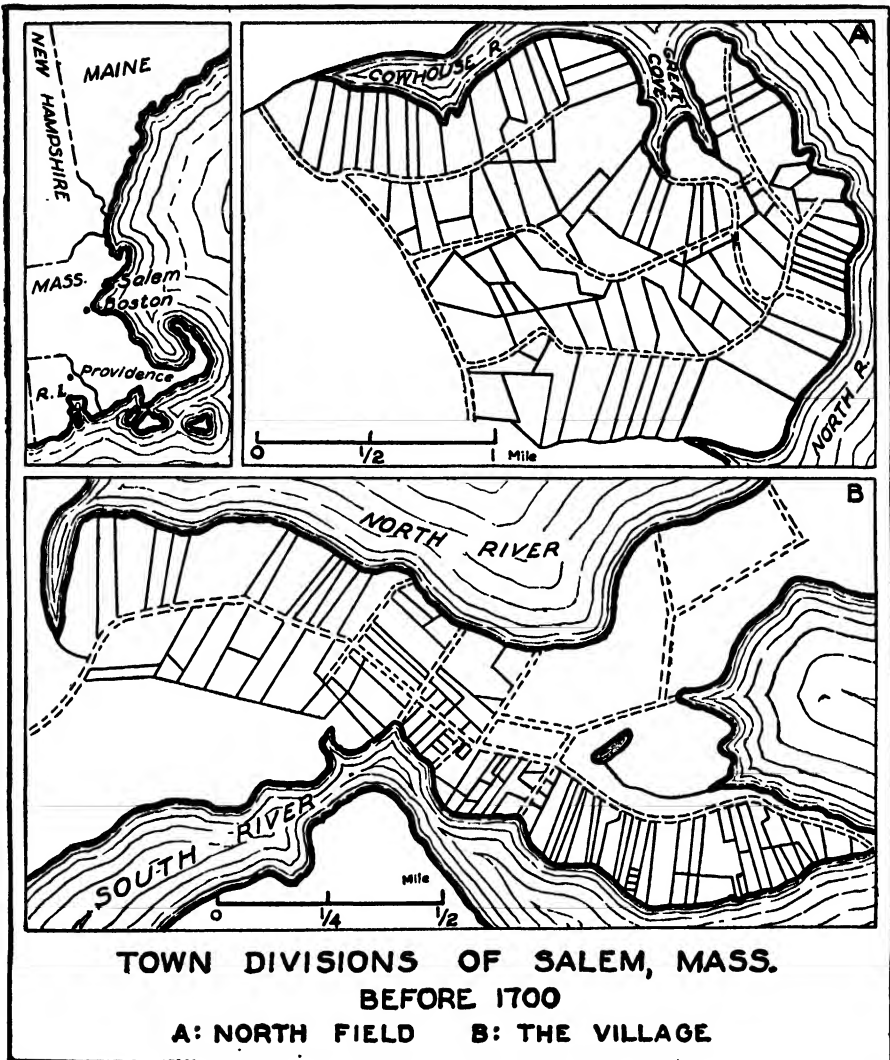 NEW HAMPSHIRE
MAINE
MASS.
Salem
Boston
Providence
R.I.
A
COWHOUSE R.
GREAT COVE
NORTH R.
0 1/2 1 Mile
B
NORTH RIVER
SOUTH RIVER
Mile
0 1/4 1/2
TOWN DIVISIONS OF SALEM, MASS.
BEFORE 1700
A: NORTH FIELD B: THE VILLAGE